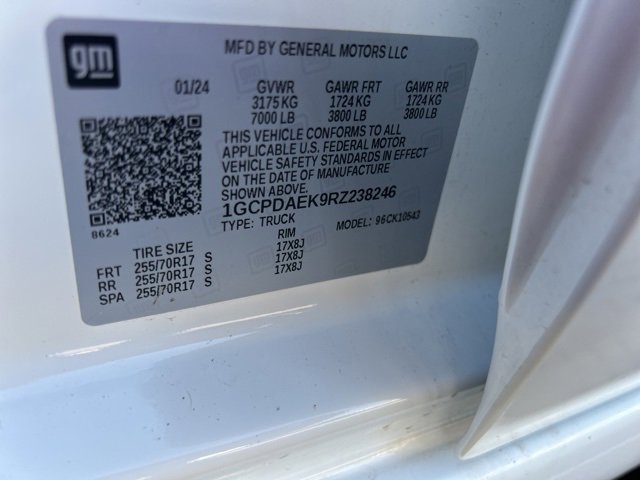 gm
MFD BY GENERAL MOTORS LLC
01/24 GVWR GAWR FRT GAWR RR
3175 KG 1724 KG 1724 KG
7000 LB 3800 LB 3800 LB
THIS VEHICLE CONFORMS TO ALL
APPLICABLE U.S. FEDERAL MOTOR
VEHICLE SAFETY STANDARDS IN EFFECT
ON THE DATE OF MANUFACTURE
SHOWN ABOVE.
1GCPDAEK9RZ238246
8624
TYPE: TRUCK MODEL: 96CK10543
TIRE SIZE RIM
FRT 255/70R17 S 17X8J
RR 255/70R17 S 17X8J
SPA 255/70R17 S 17X8J